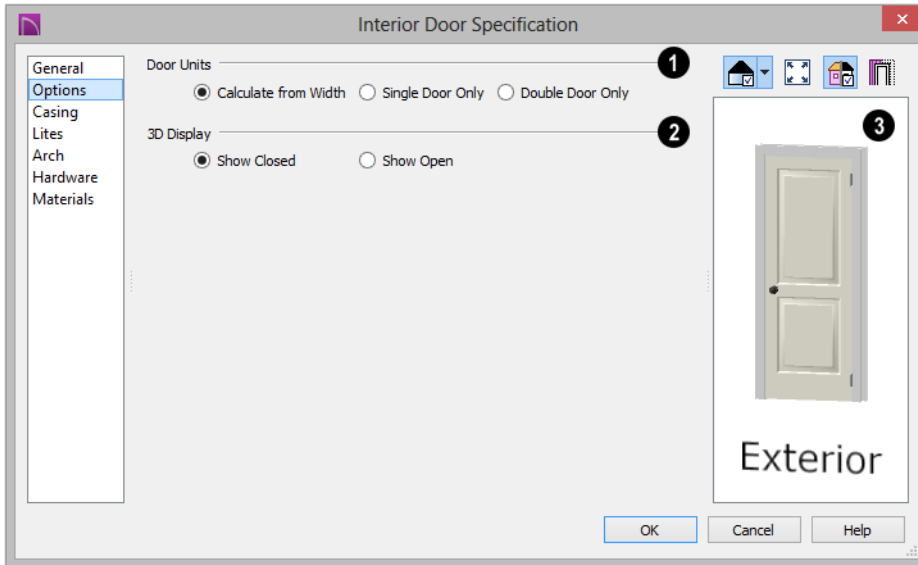 Interior Door Specification
General
Options
Casing
Lites
Arch
Hardware
Materials
Door Units 1
Calculate from Width Single Door Only Double Door Only
3D Display 2
Show Closed Show Open
3
Exterior
OK Cancel Help